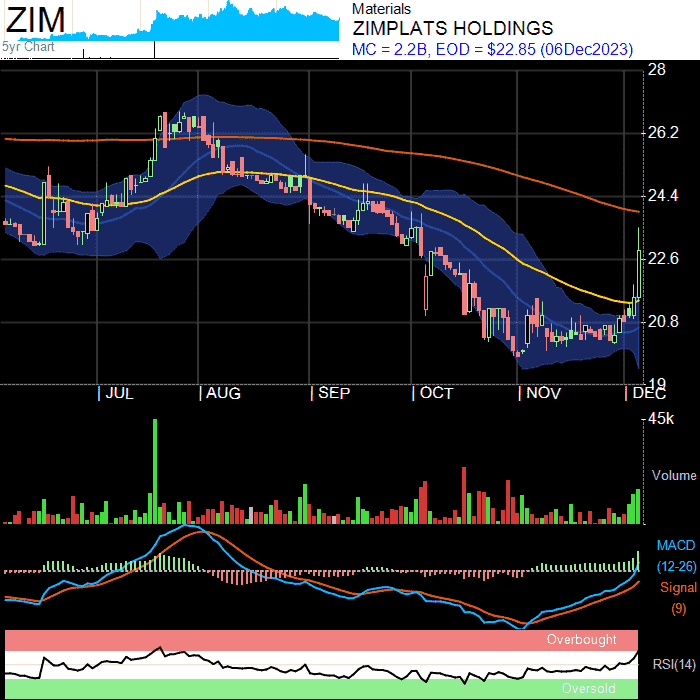 ZIM
5yr Chart
Materials
ZIMPLATS HOLDINGS
MC = 2.2B, EOD = $22.85 (06Dec2023)
28
26.2
24.4
22.6
20.8
19
| JUL | AUG | SEP | OCT | NOV | DEC
45k
Volume
MACD
(12-26)
Signal
(9)
Overbought
RSI(14)
Oversold